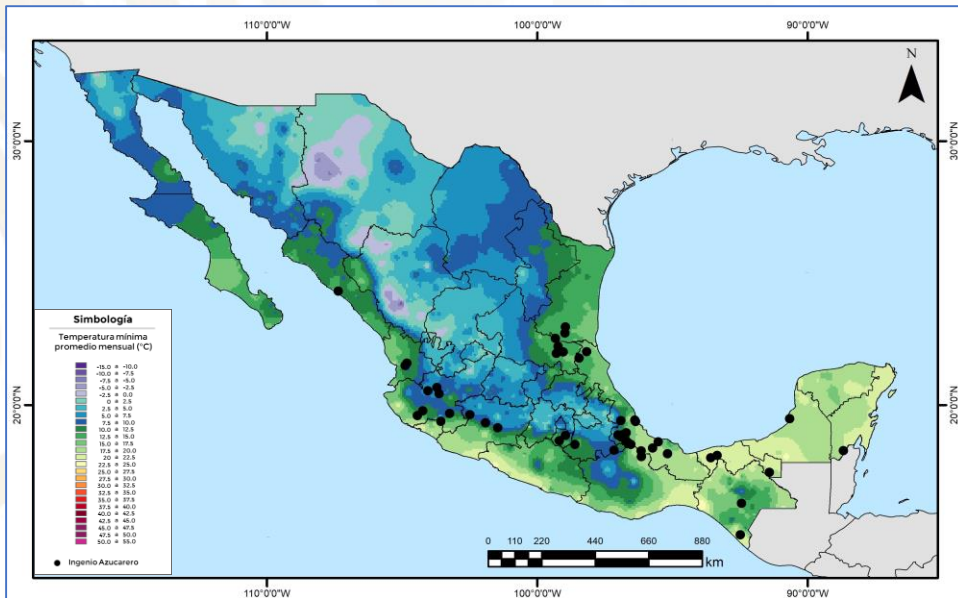 110°0'0"W 100°0'0"W 90°0'0"W
N
30°0'0"N 30°0'0"N
20°0'0"N 20°0'0"N
Simbología
Temperatura mínima
promedio mensual (°C)
-15.0 a -10.0
-10.0 a -7.5
-7.5 a -5.0
-5.0 a -2.5
-2.5 a 0.0
0 a 2.5
2.5 a 5.0
5.0 a 7.5
7.5 a 10.0
10.0 a 12.5
12.5 a 15.0
15.0 a 17.5
17.5 a 20.0
20 a 22.5
22.5 a 25.0
25.0 a 27.5
27.5 a 30.0
30.0 a 32.5
32.5 a 35.0
35.0 a 37.5
37.5 a 40.0
40.0 a 42.5
42.5 a 45.0
45.0 a 47.5
47.5 a 50.0
50.0 a 55.0
Ingenio Azucarero
0 110 220 440 660 880
km
110°0'0"W 100°0'0"W 90°0'0"W